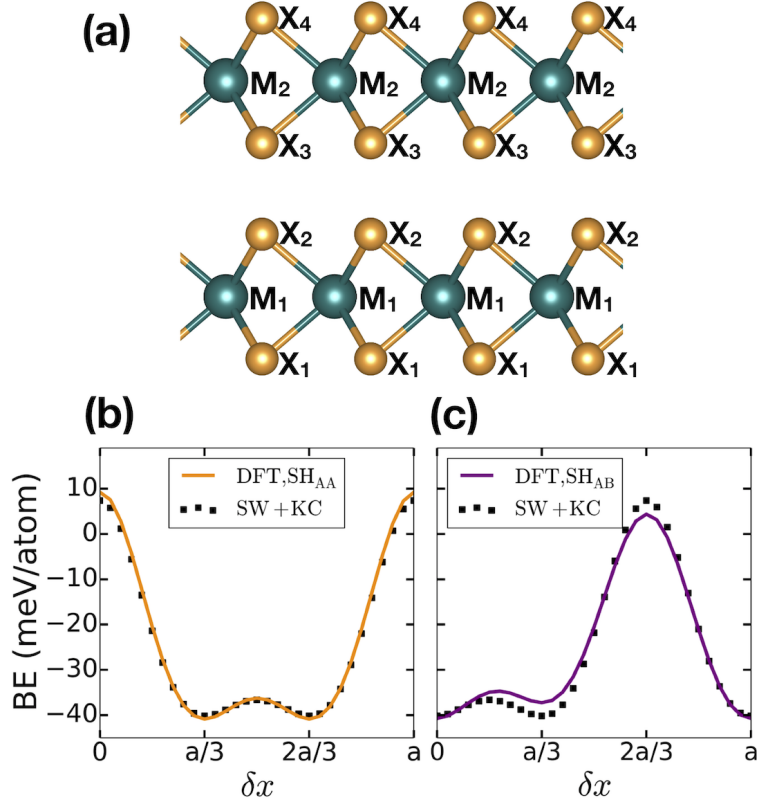 (a)
X₄ X₄ X₄ X₄
M₂ M₂ M₂ M₂
X₃ X₃ X₃ X₃
X₂ X₂ X₂ X₂
M₁ M₁ M₁ M₁
X₁ X₁ X₁ X₁
(b)
BE (meV/atom)
10
0
−10
−20
−30
−40
DFT,SH_AA
SW+KC
0 a/3 2a/3 a
δx
(c)
DFT,SH_AB
SW+KC
0 a/3 2a/3 a
δx